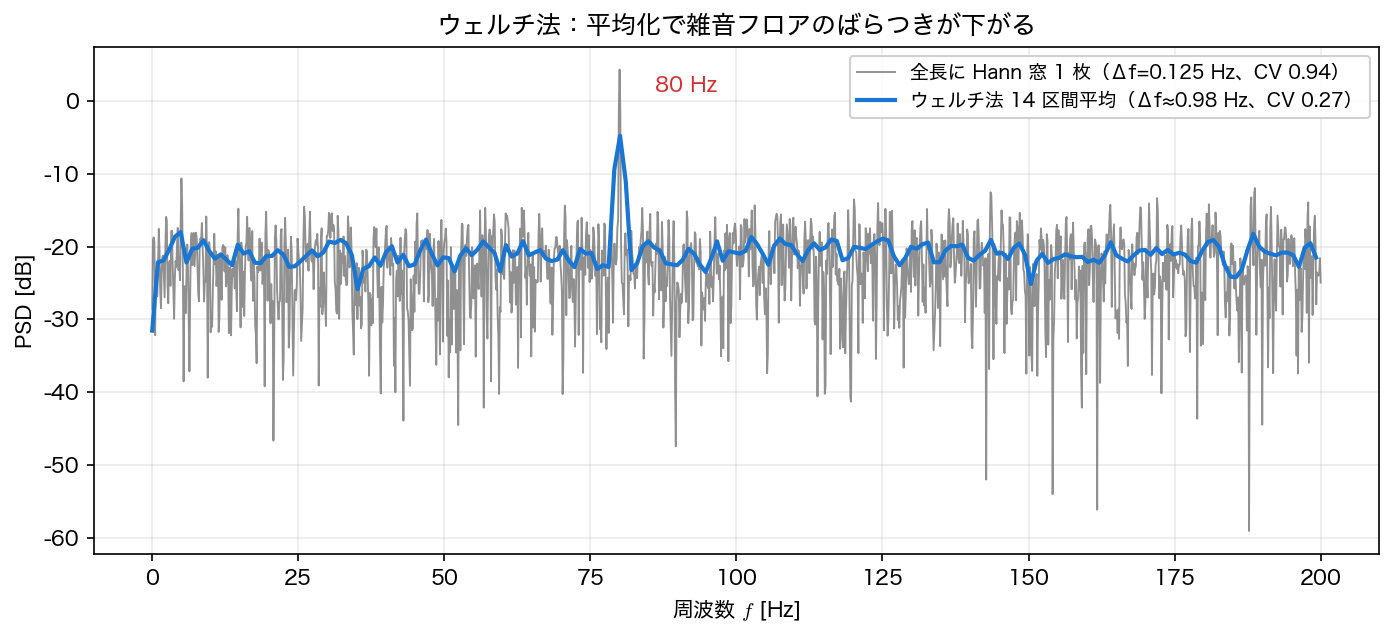 ウェルチ法：平均化で雑音フロアのばらつきが下がる
全長に Hann 窓 1 枚（Δf=0.125 Hz、CV 0.94）
ウェルチ法 14 区間平均（Δf≈0.98 Hz、CV 0.27）
80 Hz
PSD [dB]
0
-10
-20
-30
-40
-50
-60
0 25 50 75 100 125 150 175 200
周波数 f [Hz]